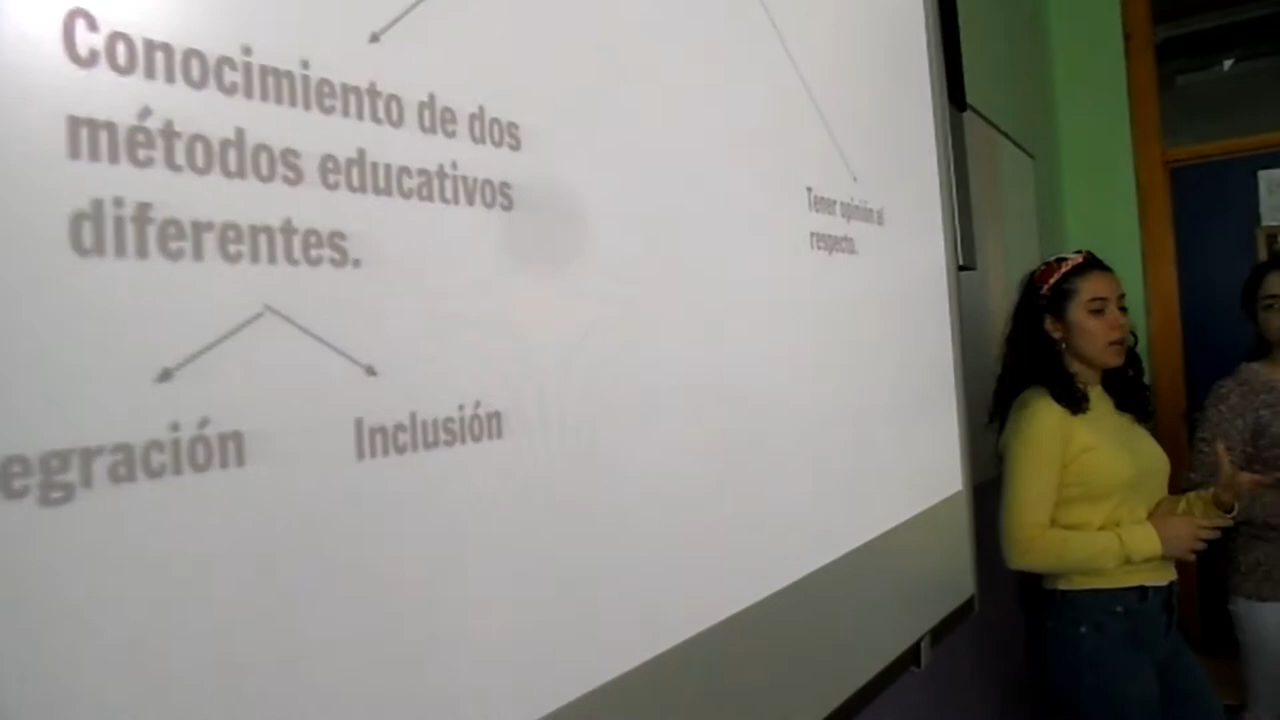 Conocimiento de dos
métodos educativos
diferentes.
egración
Inclusión
Tener opinión al
respecto.